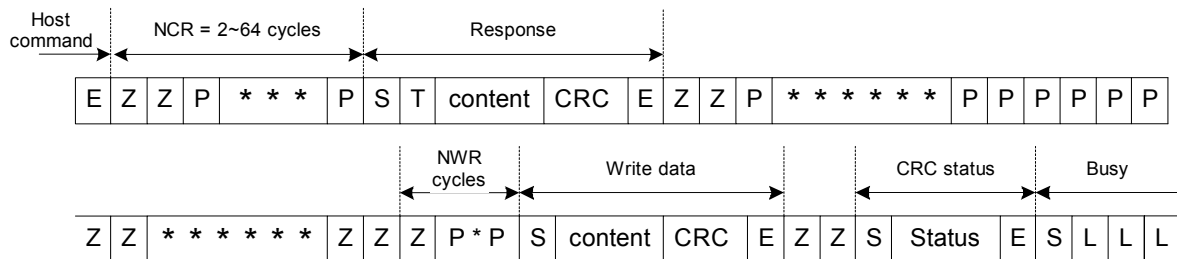 Host
command
NCR = 2~64 cycles
Response
E Z Z P * * * P S T content CRC E Z Z P * * * * * * P P P P P P
NWR
cycles
Write data
CRC status
Busy
Z Z * * * * * * Z Z Z P * P S content CRC E Z Z S Status E S L L L